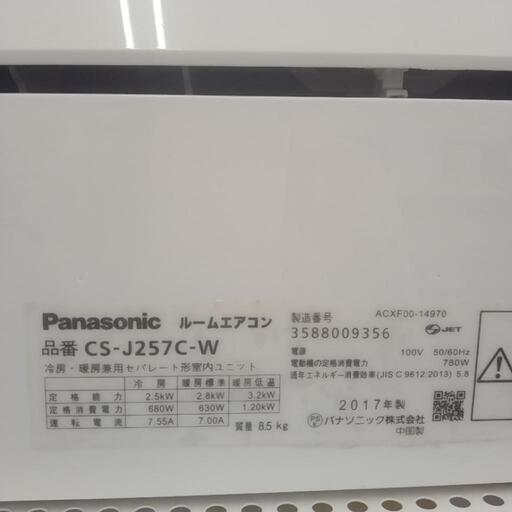 Panasonic ルームエアコン
品番 CS-J257C-W
冷房・暖房兼用セパレート形室内ユニット
冷 房 暖房標準 暖房低温
定 格 能 力 2.5kW 2.8kW 3.2kW
定格消費電力 680W 630W 1.20kW
運 転 電 流 7.55A 7.00A
質量 8.5kg
ACXF00-14970
製造番号
3588009356
JET
電源 100V 50/60Hz
電動機の定格消費電力 780W
通年エネルギー消費効率(JIS C 9612:2013) 5.8
2017年製
PSE パナソニック株式会社
中国製